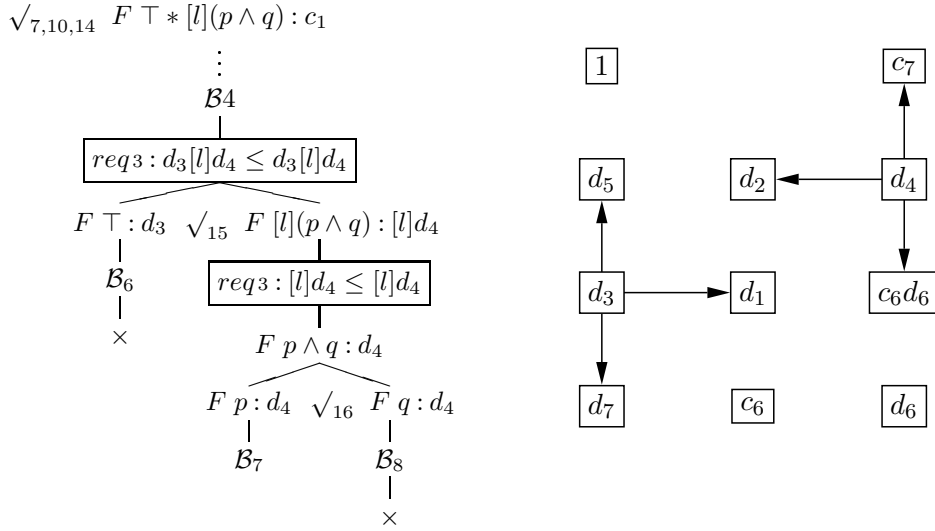 √7,10,14 F ⊤ ∗ [l](p ∧ q) : c1
⋮
ℬ4
req3 : d3[l]d4 ≤ d3[l]d4
F ⊤ : d3 √15 F [l](p ∧ q) : [l]d4
ℬ6
req3 : [l]d4 ≤ [l]d4
×
F p ∧ q : d4
F p : d4 √16 F q : d4
ℬ7 ℬ8
×
1 c7
d5 d2 d4
d3 d1 c6d6
d7 c6 d6